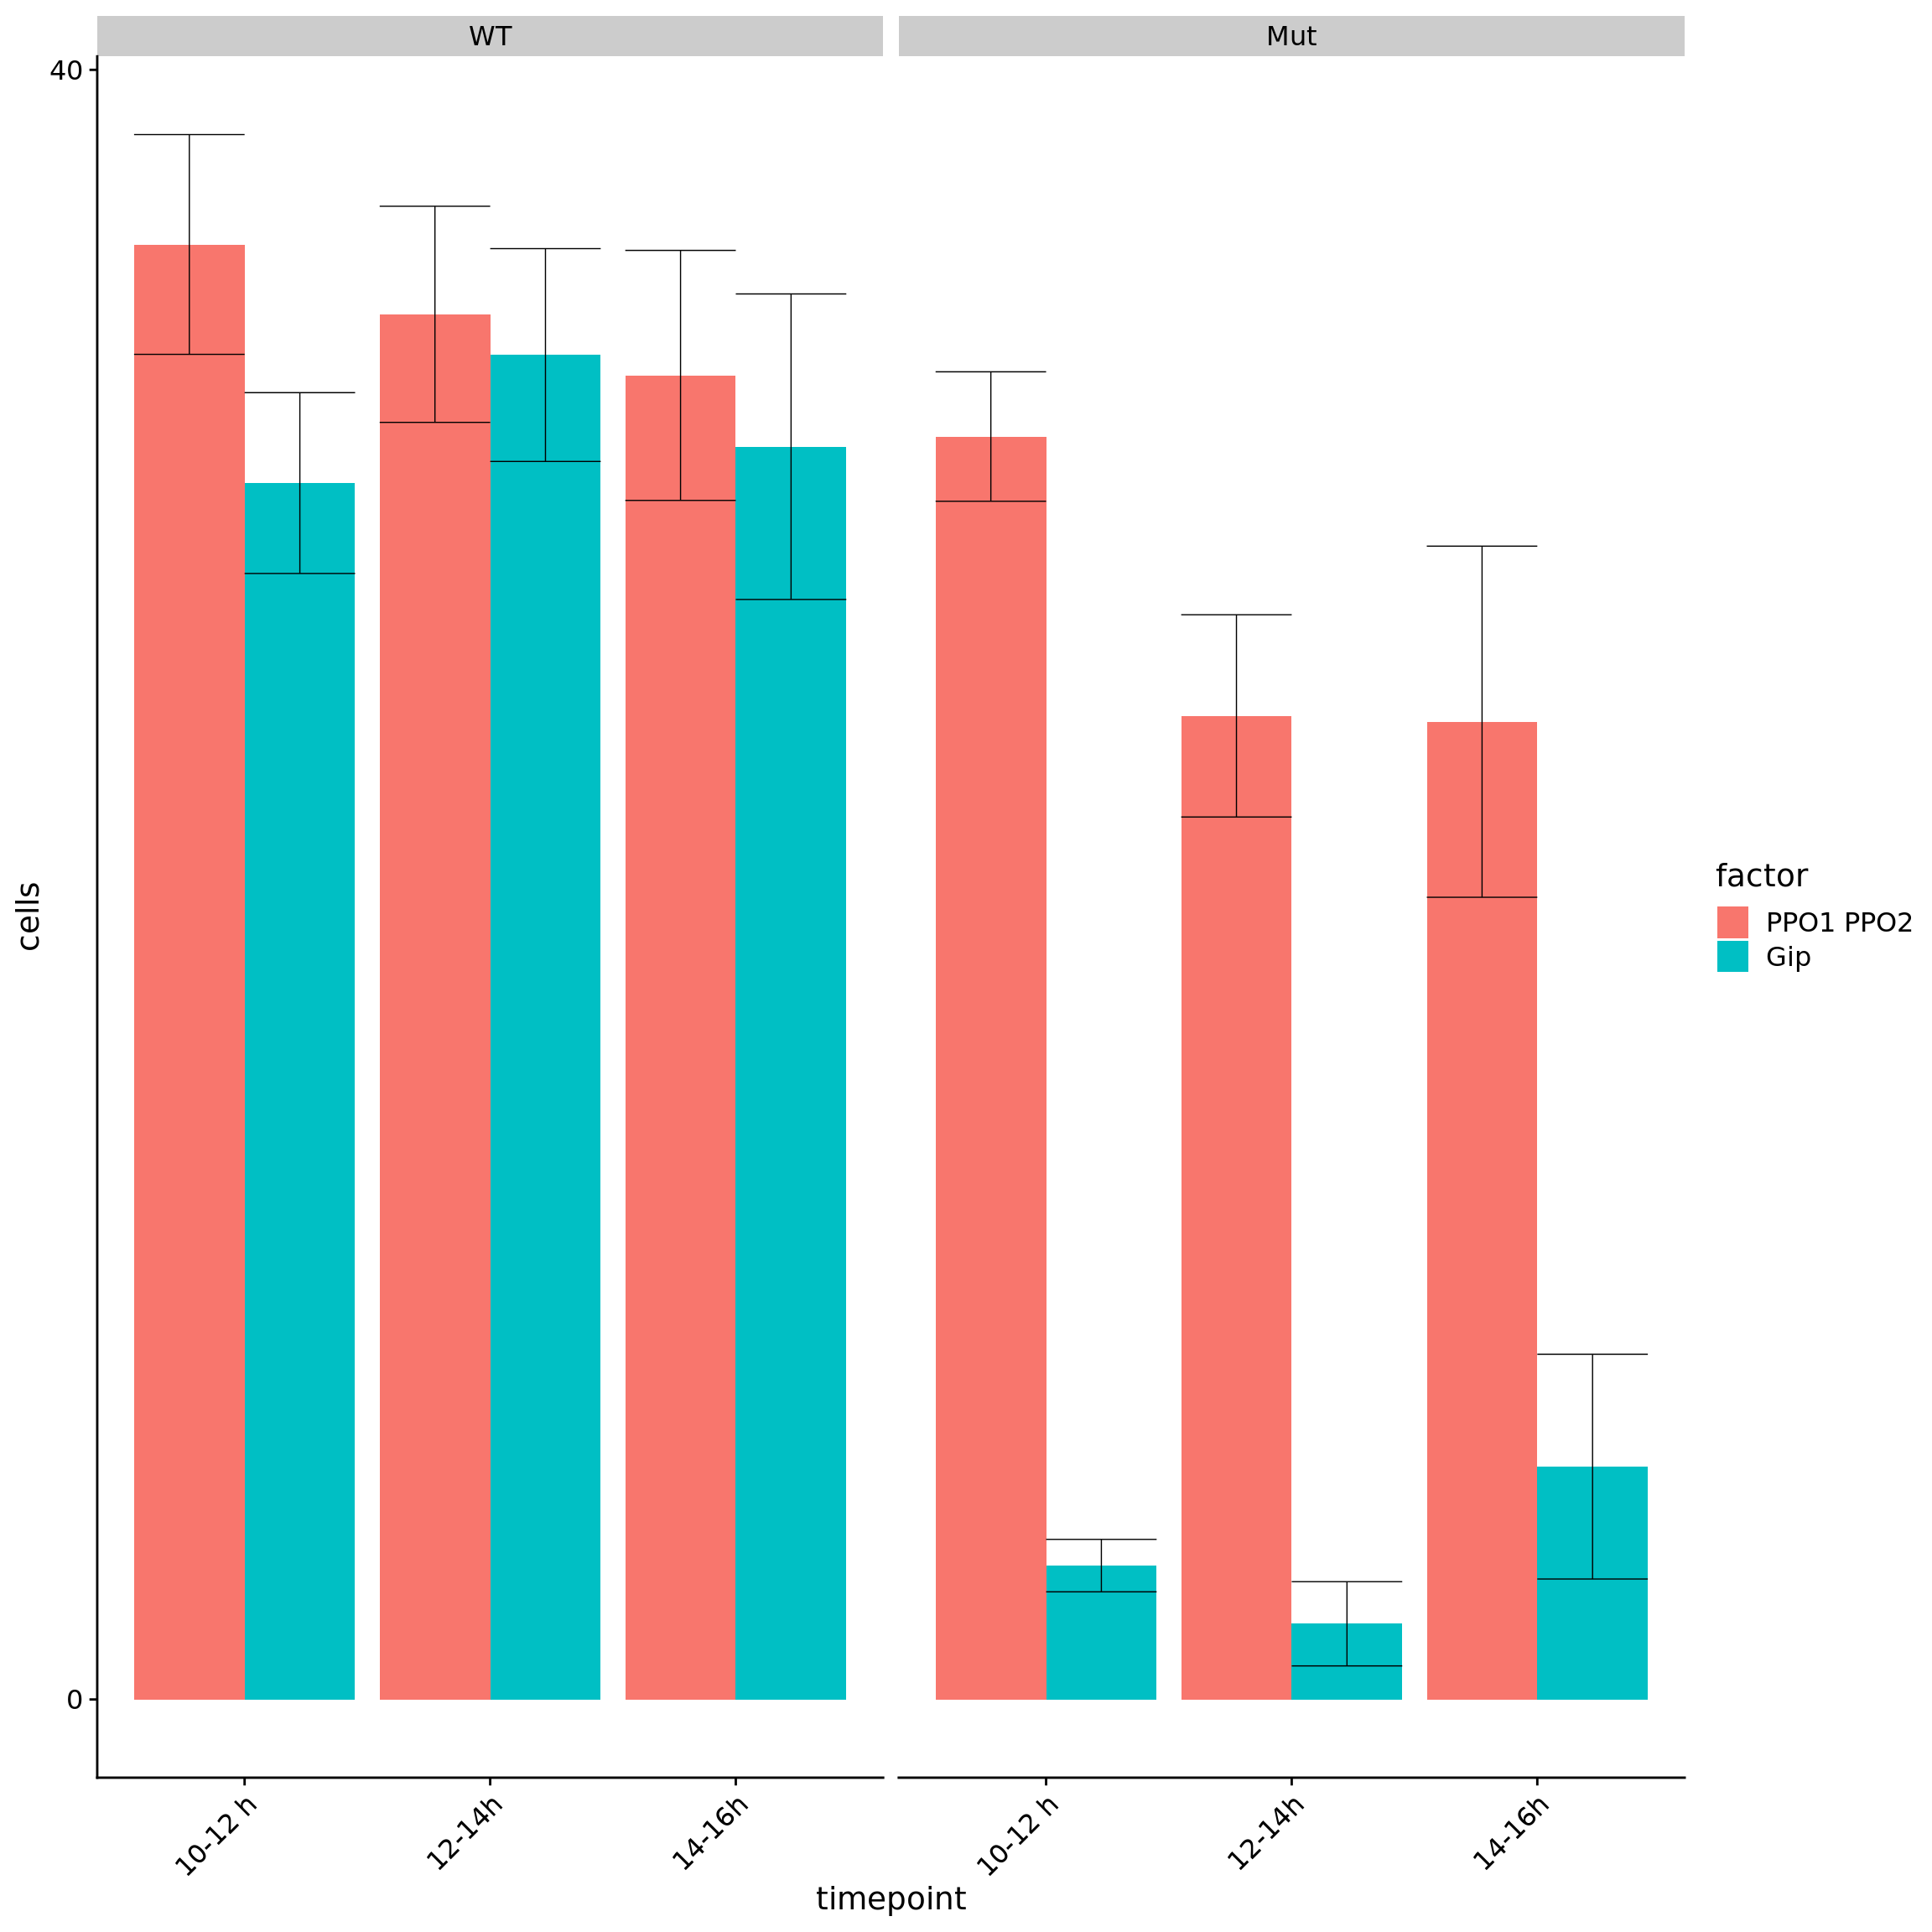 WT
Mut
40
0
cells
10-12 h
12-14h
14-16h
10-12 h
12-14h
14-16h
timepoint
factor
PPO1 PPO2
Gip